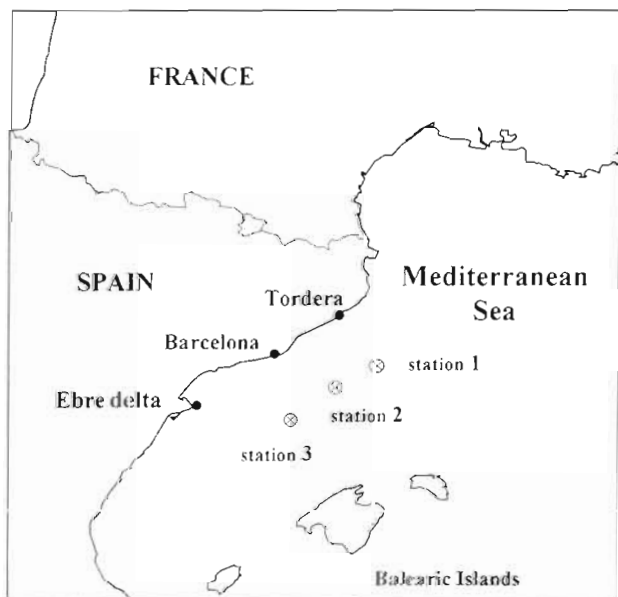 FRANCE
SPAIN
Mediterranean
Sea
Tordera
Barcelona
station 1
Ebre delta
station 2
station 3
Balearic Islands